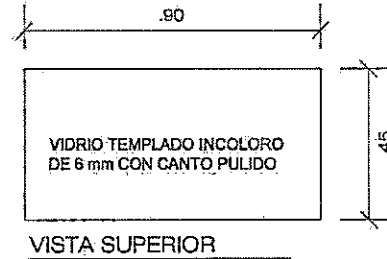 .90
VIDRIO TEMPLADO INCOLORO
DE 6 mm CON CANTO PULIDO
.45
VISTA SUPERIOR